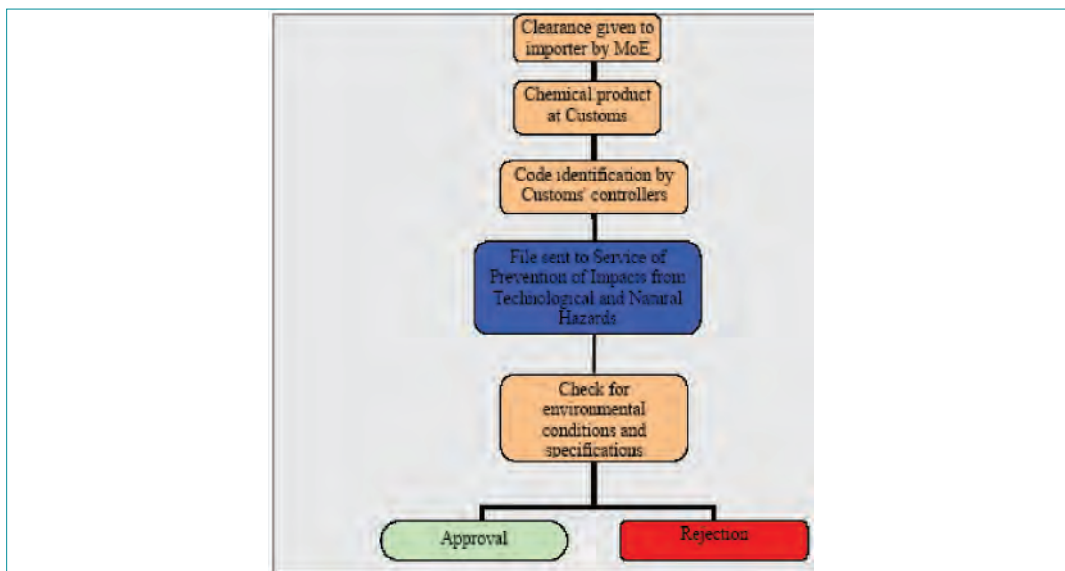 Clearance given to
importer by MoE
Chemical product
at Customs
Code identification by
Customs' controllers
File sent to Service of
Prevention of Impacts from
Technological and Natural
Hazards
Check for
environmental
conditions and
specifications
Approval
Rejection